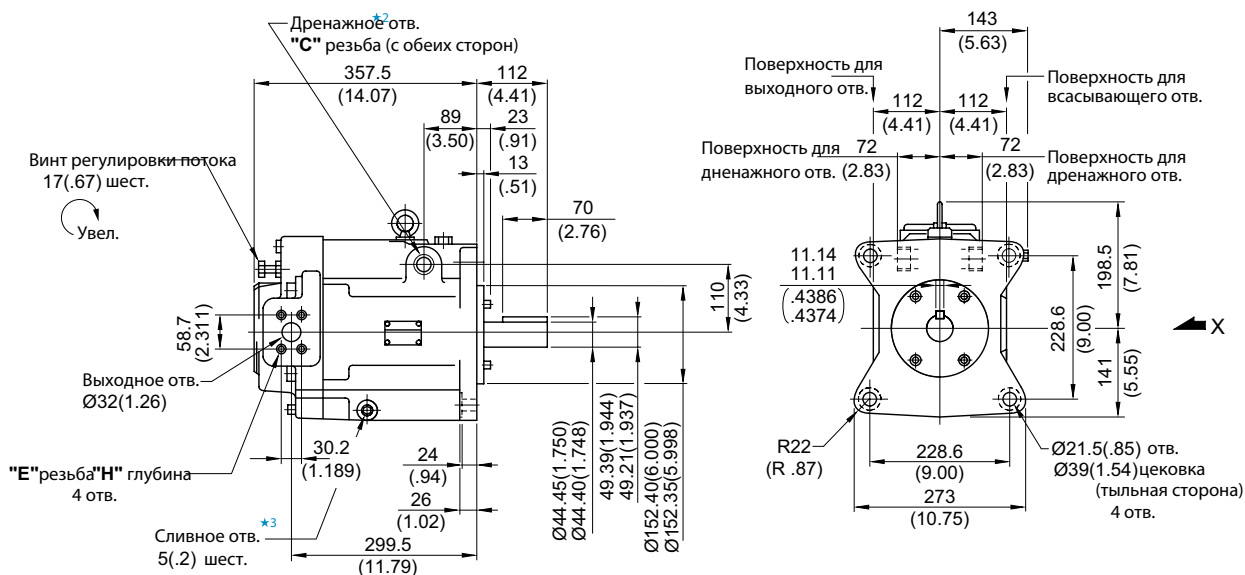 Дренажное отв.
★2
"C" резьба (с обеих сторон)
357.5
(14.07)
112
(4.41)
89
(3.50)
23
(.91)
13
(.51)
Винт регулировки потока
17(.67) шест.
Увел.
70
(2.76)
110
(4.33)
58.7
(2.311)
Выходное отв.
Ø32(1.26)
30.2
(1.189)
"E"резьба"H" глубина
4 отв.
24
(.94)
26
(1.02)
Сливное отв.
★3
5(.2) шест.
299.5
(11.79)
Ø44.45(1.750)
Ø44.40(1.748)
49.39(1.944)
49.21(1.937)
Ø152.40(6.000)
Ø152.35(5.998)
143
(5.63)
Поверхность для
выходного отв.
Поверхность для
всасывающего отв.
112
(4.41)
112
(4.41)
Поверхность для
дненажного отв.
72
(2.83)
72
(2.83)
Поверхность для
дренажного отв.
11.14
11.11
(.4386
.4374)
198.5
(7.81)
228.6
(9.00)
141
(5.55)
X
R22
(R .87)
228.6
(9.00)
273
(10.75)
Ø21.5(.85) отв.
Ø39(1.54)цековка
(тыльная сторона)
4 отв.